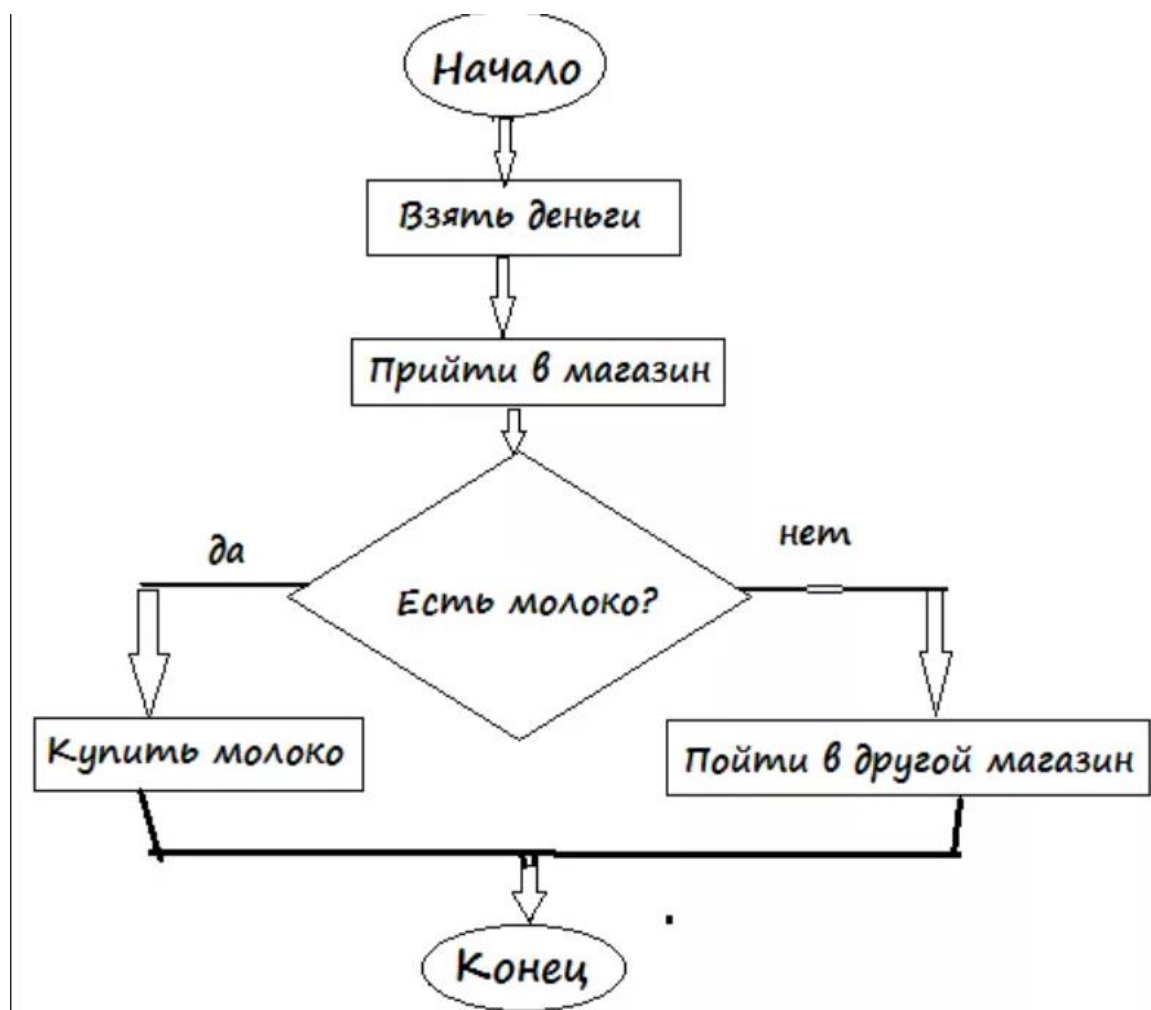 Начало
Взять деньги
Прийти в магазин
да
нет
Есть молоко?
Купить молоко
Пойти в другой магазин
Конец